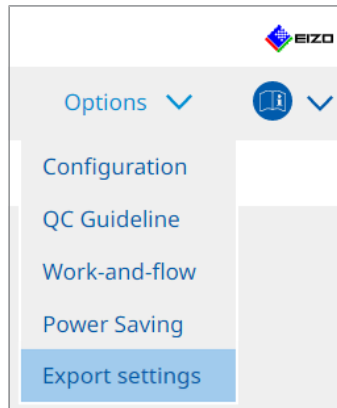 EIZO
Options
Configuration
QC Guideline
Work-and-flow
Power Saving
Export settings